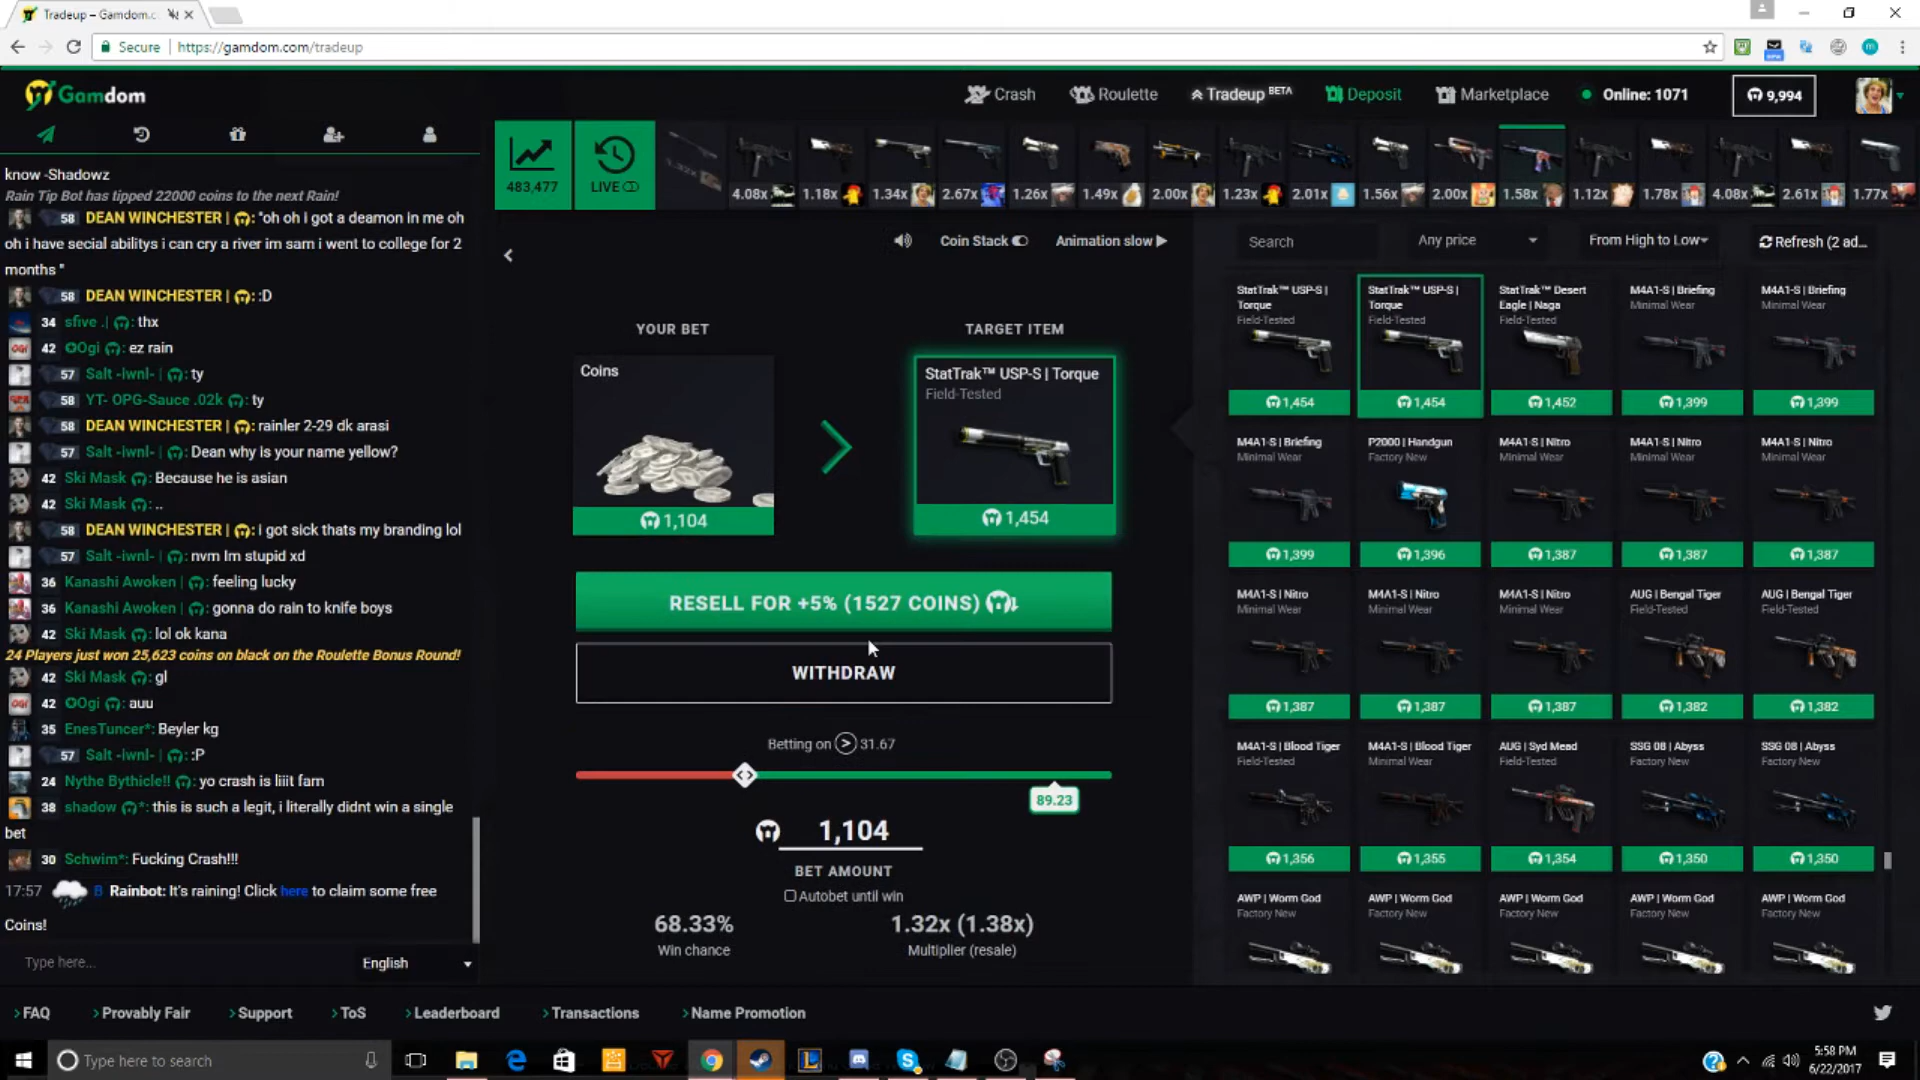 Tradeup – Gamdom.c
Secure
https://gamdom.com/tradeup
Gamdom
Crash
Roulette
Tradeup BETA
Deposit
Marketplace
Online: 1071
9,994
know -Shadowz
Rain Tip Bot has tipped 22000 coins to the next Rain!
58 DEAN WINCHESTER | : "oh oh i got a deamon in me oh
oh i have secial abilitys i can cry a river im sam i went to college for 2
months "
58 DEAN WINCHESTER | : :D
34 sfive .| : thx
42 Ogi : ez rain
57 Salt -iwnl- | : ty
58 YT- OPG-Sauce .02k : ty
58 DEAN WINCHESTER | : rainler 2-29 dk arasi
57 Salt -iwnl- | : Dean why is your name yellow?
42 Ski Mask : Because he is asian
42 Ski Mask : ..
58 DEAN WINCHESTER | : i got sick thats my branding lol
57 Salt -iwnl- | : nvm Im stupid xd
36 Kanashi Awoken | : feeling lucky
36 Kanashi Awoken | : gonna do rain to knife boys
42 Ski Mask : lol ok kana
24 Players just won 25,623 coins on black on the Roulette Bonus Round!
42 Ski Mask : gl
42 Ogi : auu
35 EnesTuncer* : Beyler kg
57 Salt -iwnl- | : :P
24 Nythe Bythicle!! : yo crash is liiit fam
38 shadow * : this is such a legit, i literally didnt win a single
bet
30 Schwim* : Fucking Crash!!!
17:57 B Rainbot: It's raining! Click here to claim some free
Coins!
Type here...
English
483,477
LIVE
1.32x
4.08x
1.18x
1.34x
2.67x
1.26x
1.49x
2.00x
1.23x
2.01x
1.56x
2.00x
1.58x
1.12x
1.78x
4.08x
2.61x
1.77x
Coin Stack
Animation slow
YOUR BET
TARGET ITEM
Coins
1,104
StatTrak™ USP-S | Torque
Field-Tested
1,454
RESELL FOR +5% (1527 COINS)
WITHDRAW
Betting on > 31.67
89.23
1,104
BET AMOUNT
Autobet until win
68.33%
Win chance
1.32x (1.38x)
Multiplier (resale)
Search
Any price
From High to Low
Refresh (2 ad...
StatTrak™ USP-S |
Torque
Field-Tested
1,454
StatTrak™ USP-S |
Torque
Field-Tested
1,454
StatTrak™ Desert
Eagle | Naga
Field-Tested
1,452
M4A1-S | Briefing
Minimal Wear
1,399
M4A1-S | Briefing
Minimal Wear
1,399
M4A1-S | Briefing
Minimal Wear
1,399
P2000 | Handgun
Factory New
1,396
M4A1-S | Nitro
Minimal Wear
1,387
M4A1-S | Nitro
Minimal Wear
1,387
M4A1-S | Nitro
Minimal Wear
1,387
M4A1-S | Nitro
Minimal Wear
1,387
M4A1-S | Nitro
Minimal Wear
1,387
M4A1-S | Nitro
Minimal Wear
1,387
AUG | Bengal Tiger
Field-Tested
1,382
AUG | Bengal Tiger
Field-Tested
1,382
M4A1-S | Blood Tiger
Field-Tested
1,356
M4A1-S | Blood Tiger
Minimal Wear
1,355
AUG | Syd Mead
Field-Tested
1,354
SSG 08 | Abyss
Factory New
1,350
SSG 08 | Abyss
Factory New
1,350
AWP | Worm God
Factory New
AWP | Worm God
Factory New
AWP | Worm God
Factory New
AWP | Worm God
Factory New
AWP | Worm God
Factory New
FAQ
Provably Fair
Support
ToS
Leaderboard
Transactions
Name Promotion
Type here to search
5:58 PM
6/22/2017